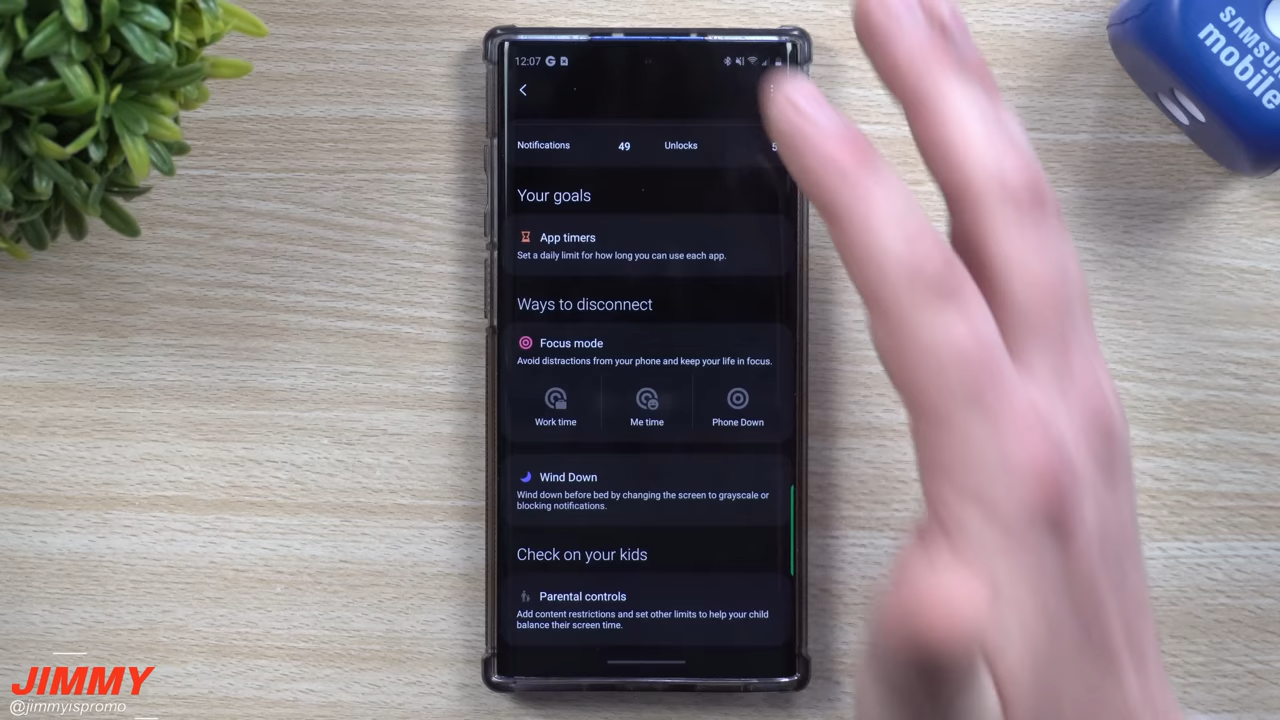 12:07
Notifications 49 Unlocks 5
Your goals
App timers
Set a daily limit for how long you can use each app.
Ways to disconnect
Focus mode
Avoid distractions from your phone and keep your life in focus.
Work time Me time Phone Down
Wind Down
Wind down before bed by changing the screen to grayscale or
blocking notifications.
Check on your kids
Parental controls
Add content restrictions and set other limits to help your child
balance their screen time.
SAMSU
mobile
JIMMY
@jimmyispromo